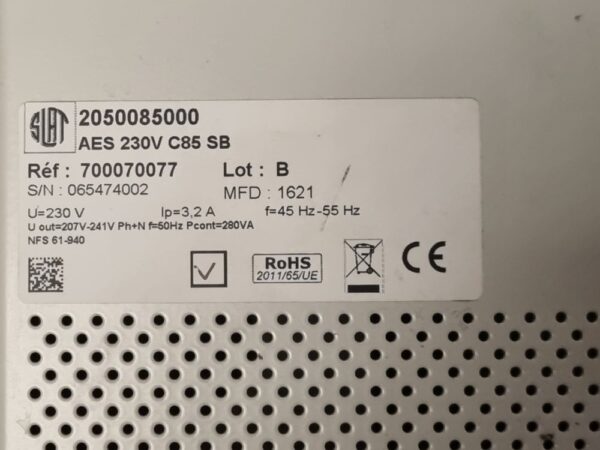 SLAT 2050085000
AES 230V C85 SB
Réf : 700070077 Lot : B
S/N : 065474002 MFD : 1621
U=230 V Ip=3,2 A f=45 Hz-55 Hz
U out=207V-241V Ph+N f=50Hz Pcont=280VA
NFS 61-940
RoHS
2011/65/UE
CE